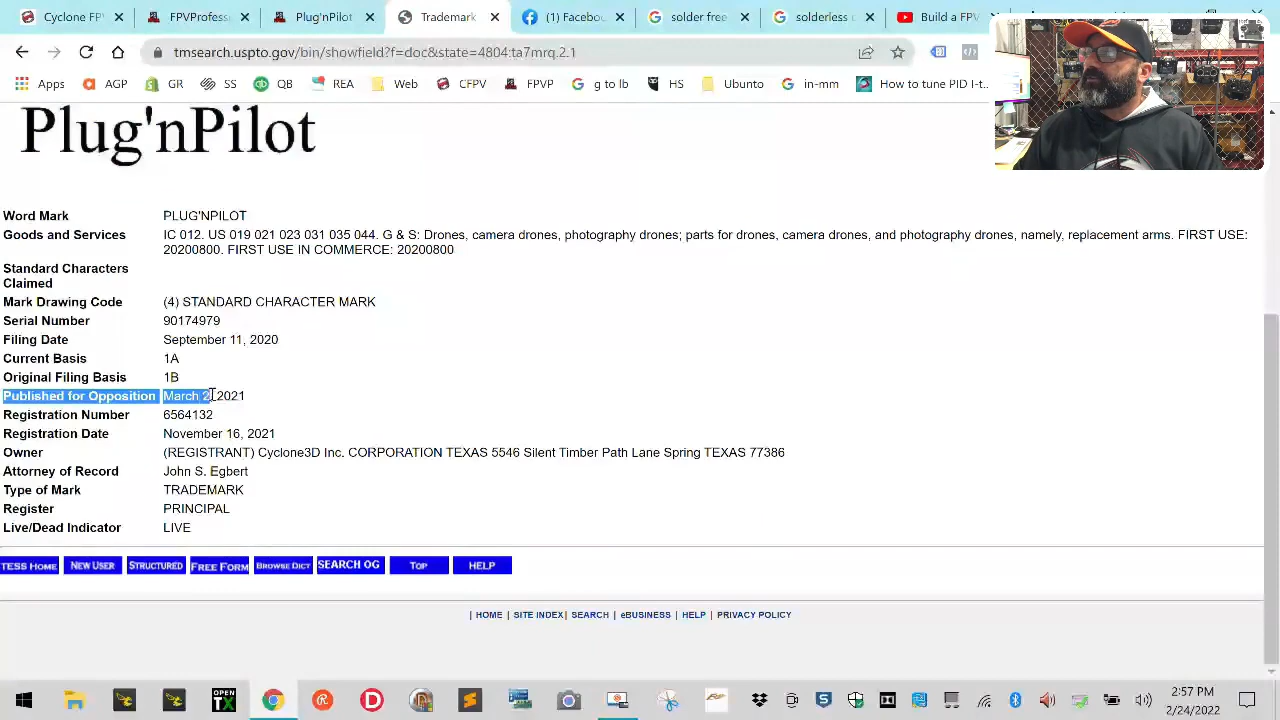 Cyclone FP
FPVProfess
Plug'nPilot
Trademark
(1) Faceboo
solder free
solderless
Build a FPV
tmsearch.uspto.gov/bin/showfield?f=doc&state=4804:17a7mm.2.1
Apps
AGP
GR
SS
QB
REA
Web
CFPV
FPVP
g to lb
HS
Ubunto
in-mm
How to tune PID I-t...
Plug'nPilot
Word Mark PLUG'NPILOT
Goods and Services IC 012. US 019 021 023 031 035 044. G & S: Drones, camera drones, photography drones; parts for drones, camera drones, and photography drones, namely, replacement arms. FIRST USE:
20200800. FIRST USE IN COMMERCE: 20200800
Standard Characters
Claimed
Mark Drawing Code (4) STANDARD CHARACTER MARK
Serial Number 90174979
Filing Date September 11, 2020
Current Basis 1A
Original Filing Basis 1B
Published for Opposition March 2, 2021
Registration Number 6564132
Registration Date November 16, 2021
Owner (REGISTRANT) Cyclone3D Inc. CORPORATION TEXAS 5546 Silent Timber Path Lane Spring TEXAS 77386
Attorney of Record John S. Egbert
Type of Mark TRADEMARK
Register PRINCIPAL
Live/Dead Indicator LIVE
TESS HOME NEW USER STRUCTURED FREE FORM BROWSE DICT SEARCH OG TOP HELP
| HOME | SITE INDEX | SEARCH | eBUSINESS | HELP | PRIVACY POLICY
OPEN
TX
2:57 PM
2/24/2022